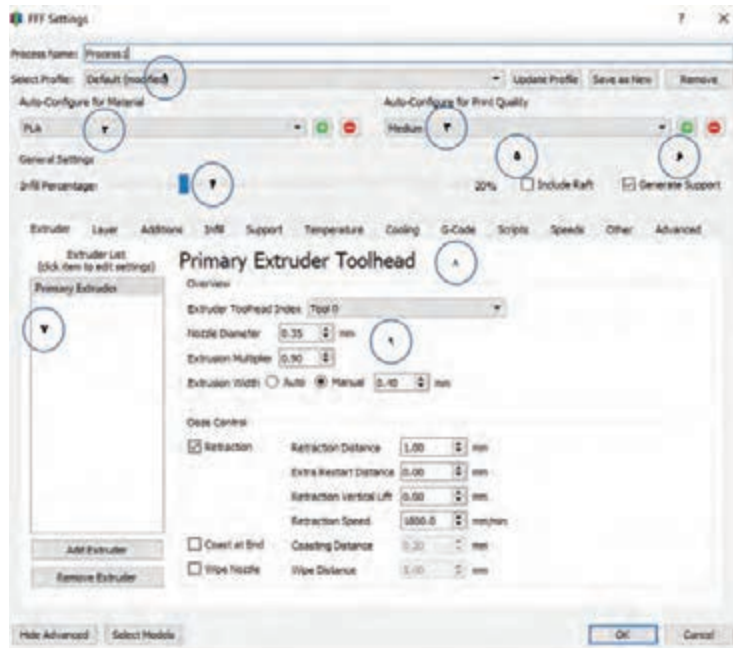 FFF Settings ? ×
Process Name: Process1
Select Profile: Default (modified) Update Profile Save as New Remove
Auto-Configure for Material Auto-Configure for Print Quality
PLA Medium
General Settings
Infill Percentage: 20% Include Raft Generate Support
Extruder Layer Additions Infill Support Temperature Cooling G-Code Scripts Speeds Other Advanced
Extruder List
(click item to edit settings)
Primary Extruder
Primary Extruder Toolhead
Overview
Extruder Toolhead Index Tool 0
Nozzle Diameter 0.35 mm
Extrusion Multiplier 0.90
Extrusion Width Auto Manual 0.40 mm
Ooze Control
Retraction Retraction Distance 1.00 mm
Extra Restart Distance 0.00 mm
Retraction Vertical Lift 0.00 mm
Retraction Speed 1800.0 mm/min
Coast at End Coasting Distance 0.20 mm
Wipe Nozzle Wipe Distance mm
Add Extruder
Remove Extruder
Hide Advanced Select Models OK Cancel